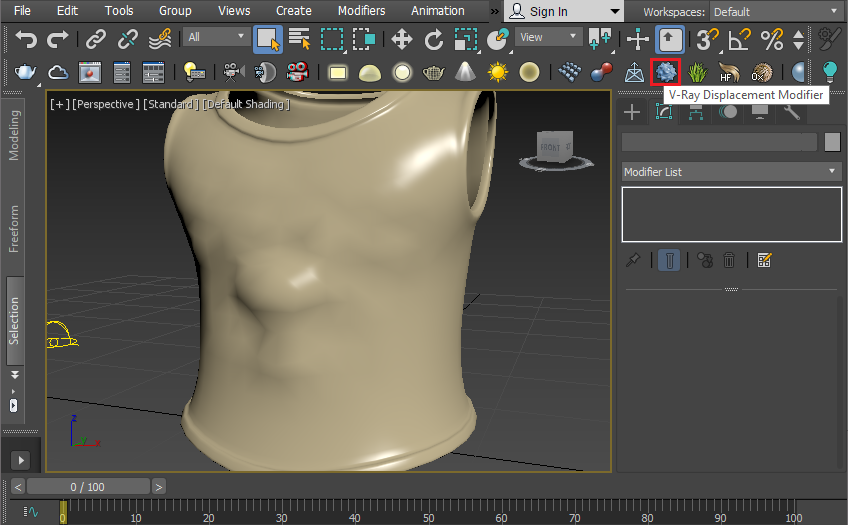 File Edit Tools Group Views Create Modifiers Animation » Sign In Workspaces: Default
All View 3
HF OX
V-Ray Displacement Modifier
[+] [Perspective ] [Standard ] [Default Shading ]
FRONT
Modeling
Freeform
Selection
Modifier List
z
y
x
< 0 / 100 >
0 10 20 30 40 50 60 70 80 90 100